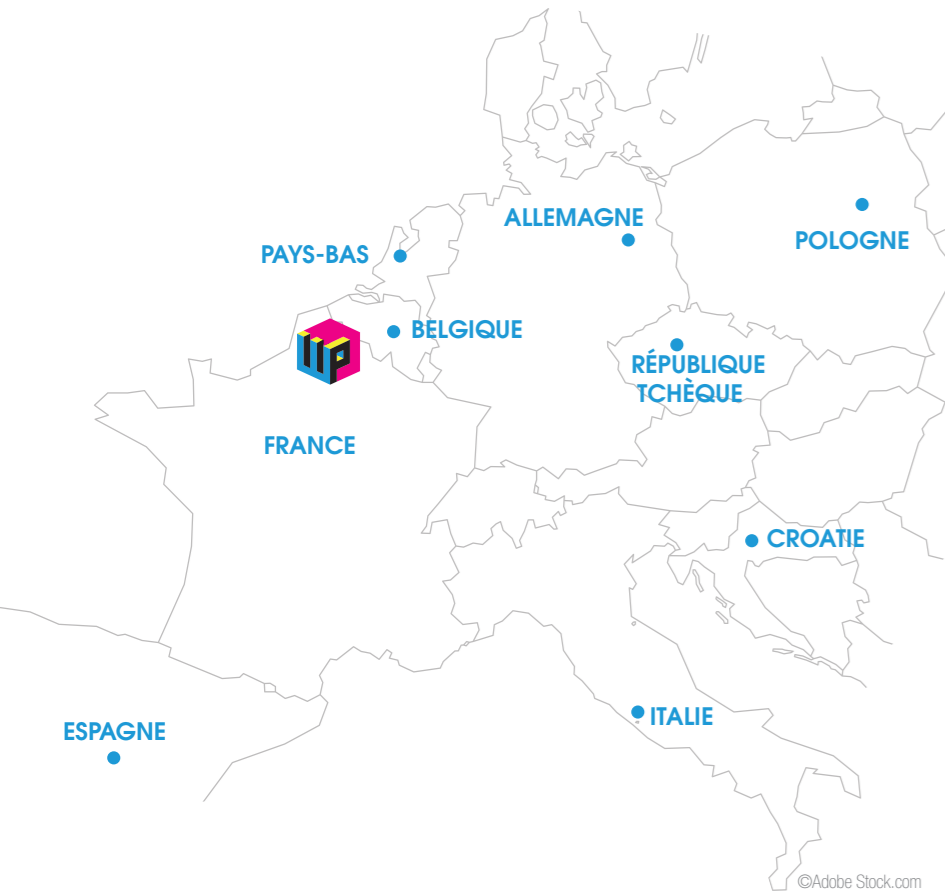 ALLEMAGNE
POLOGNE
PAYS-BAS
BELGIQUE
RÉPUBLIQUE
TCHÈQUE
FRANCE
CROATIE
ITALIE
ESPAGNE
©Adobe Stock.com